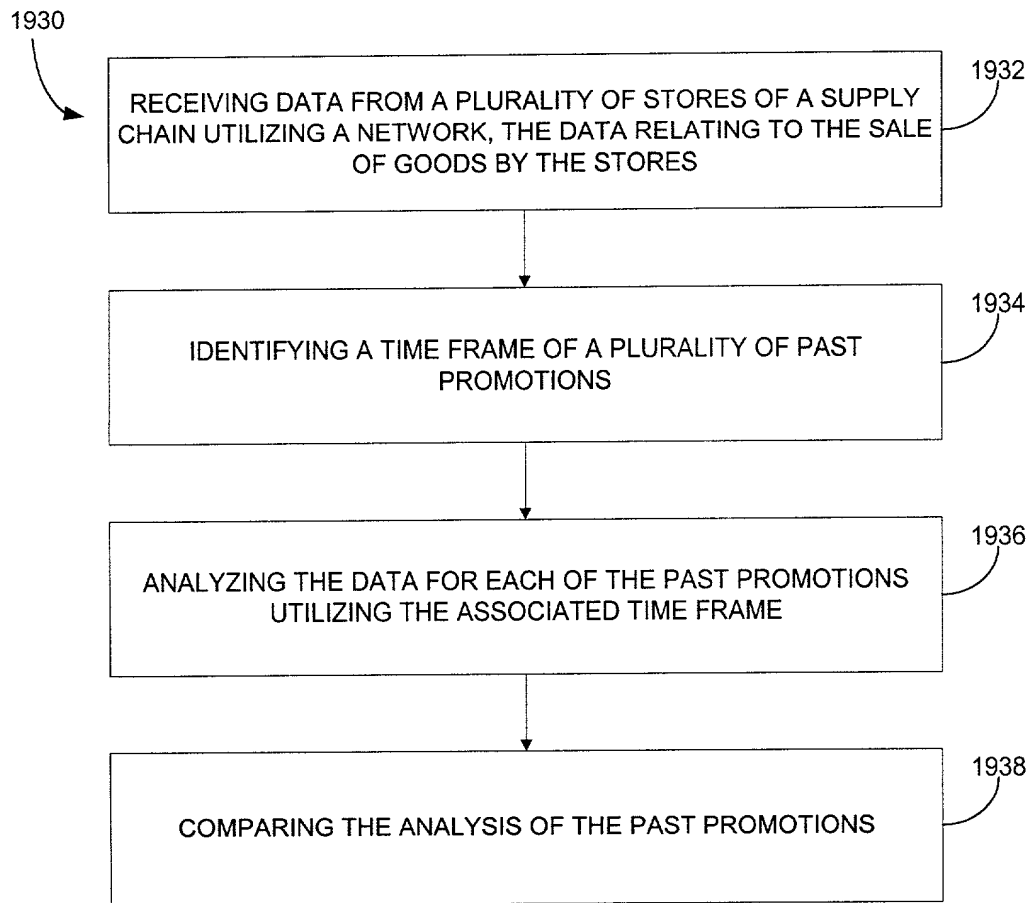 1930
1932
RECEIVING DATA FROM A PLURALITY OF STORES OF A SUPPLY
CHAIN UTILIZING A NETWORK, THE DATA RELATING TO THE SALE
OF GOODS BY THE STORES
1934
IDENTIFYING A TIME FRAME OF A PLURALITY OF PAST
PROMOTIONS
1936
ANALYZING THE DATA FOR EACH OF THE PAST PROMOTIONS
UTILIZING THE ASSOCIATED TIME FRAME
1938
COMPARING THE ANALYSIS OF THE PAST PROMOTIONS